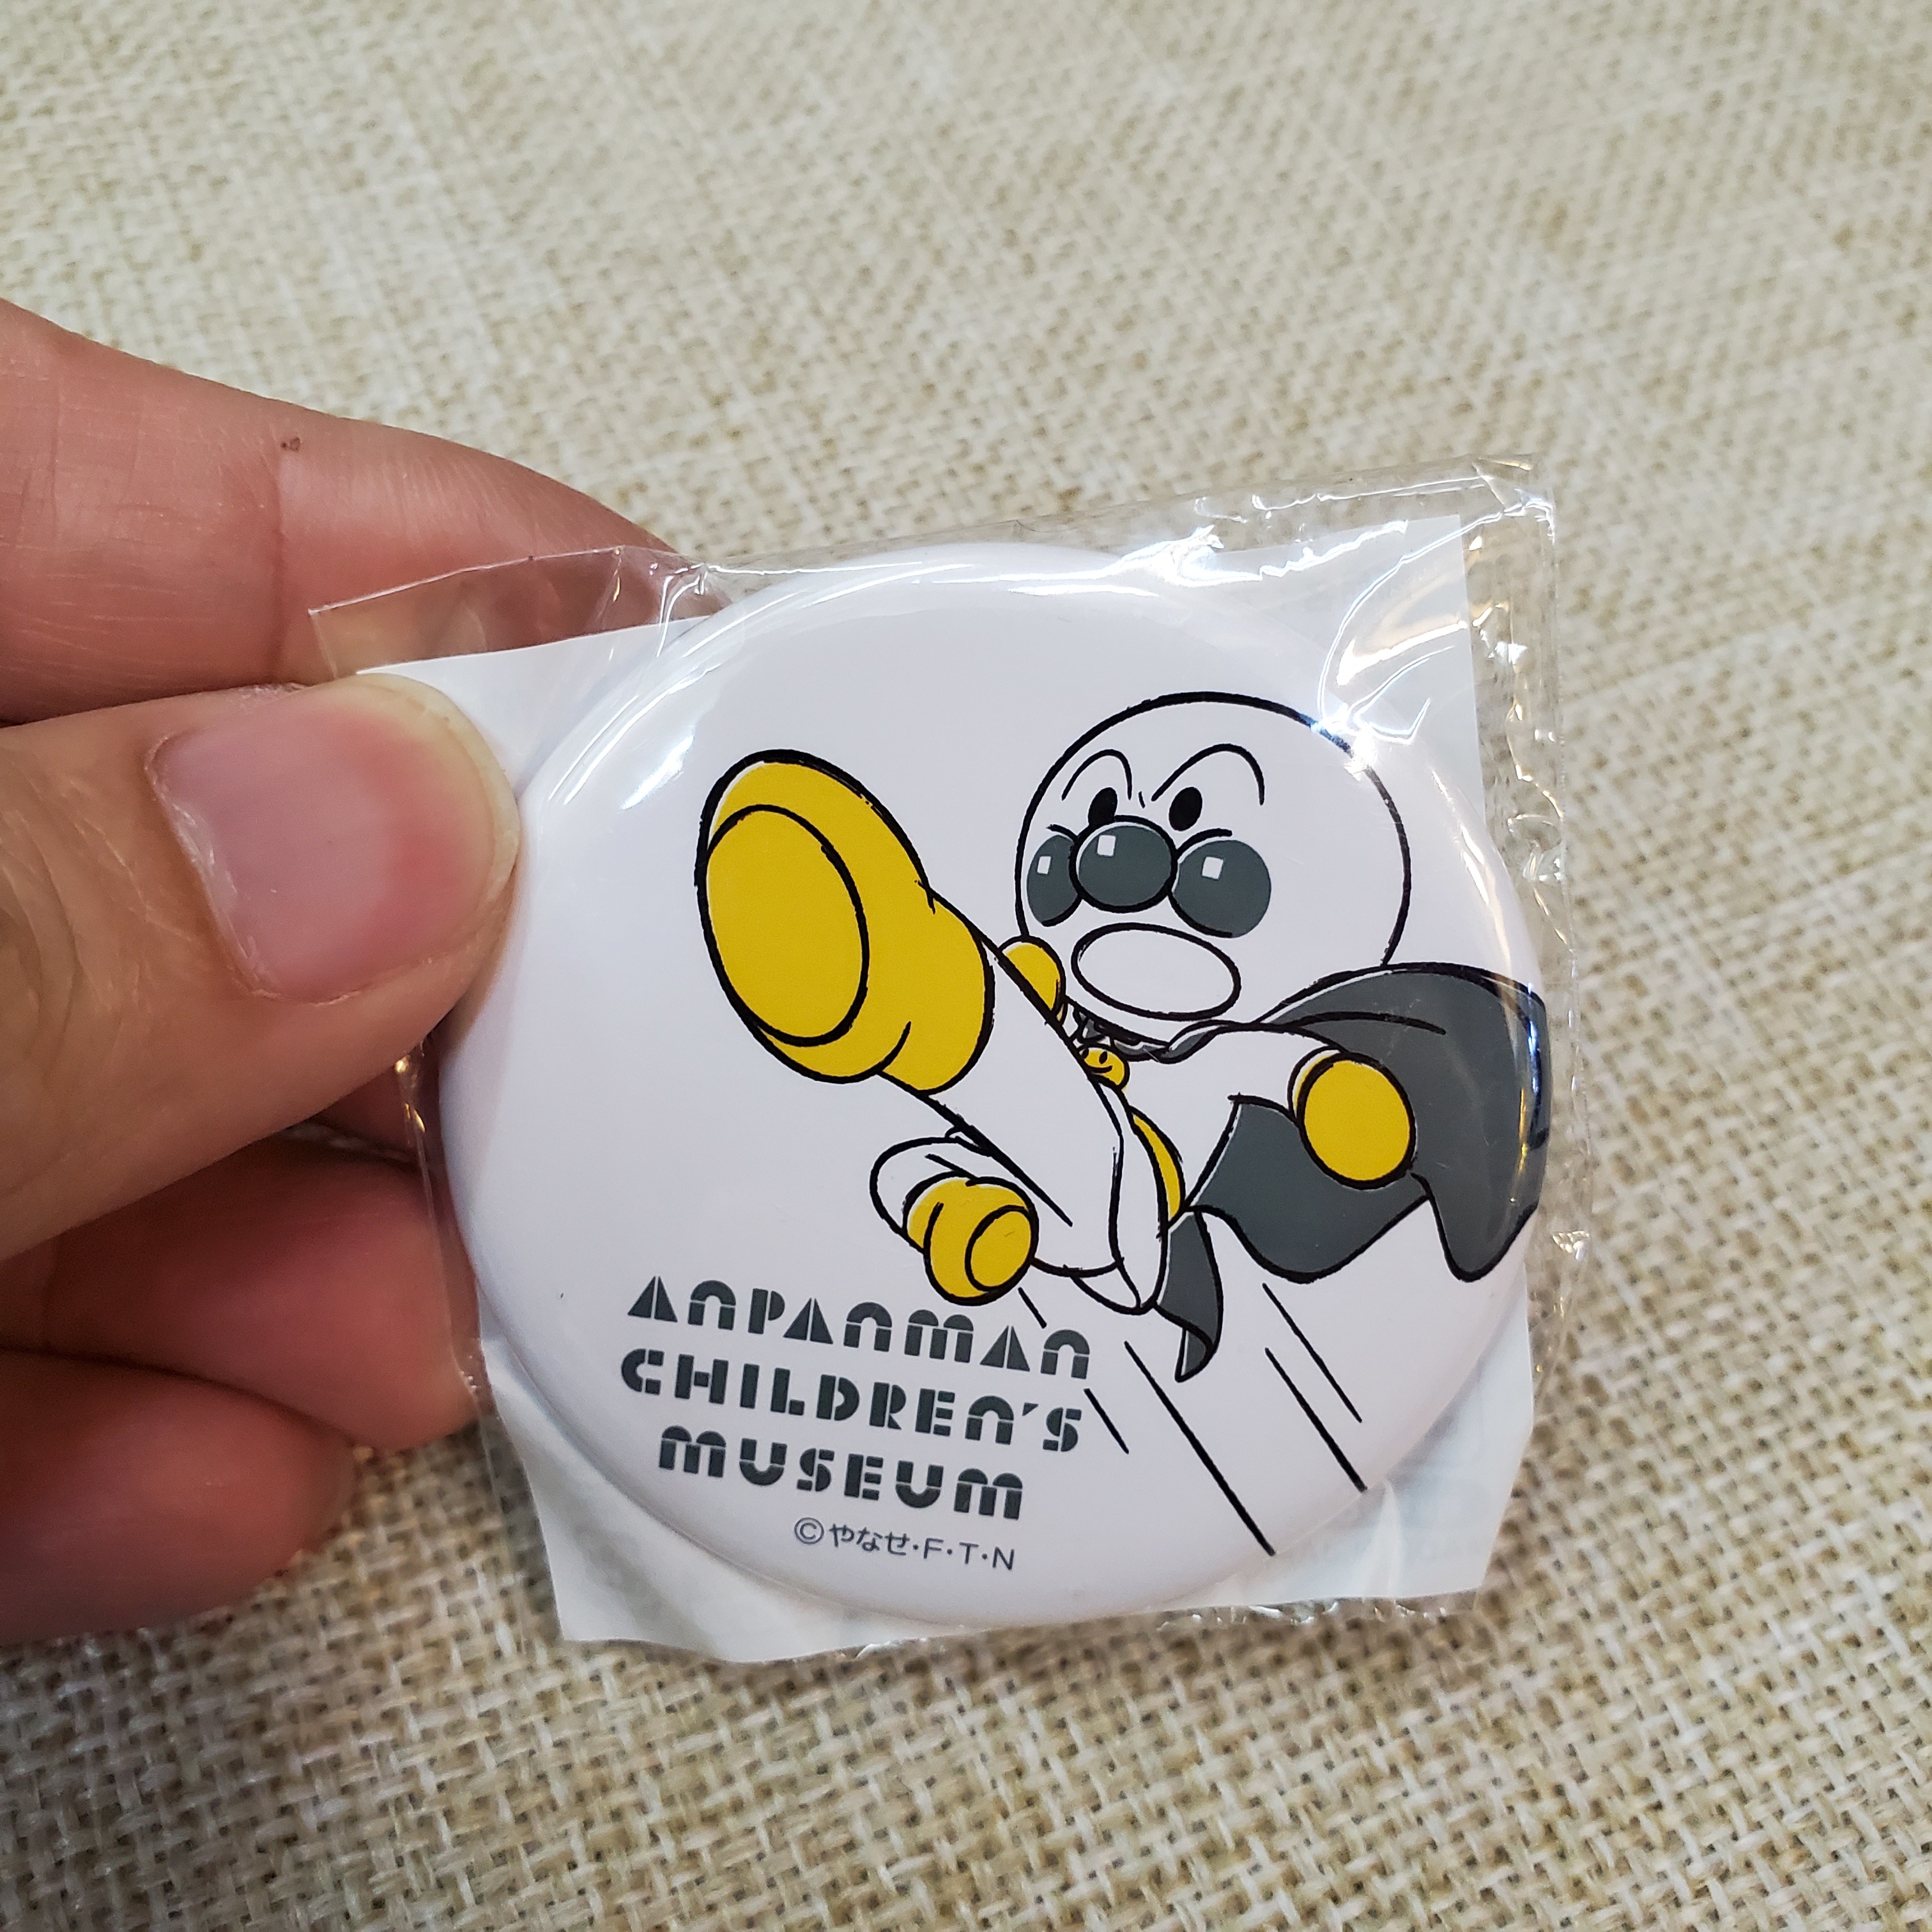 ANPANMAN
CHILDREN'S
MUSEUM
©やなせ・F・T・N